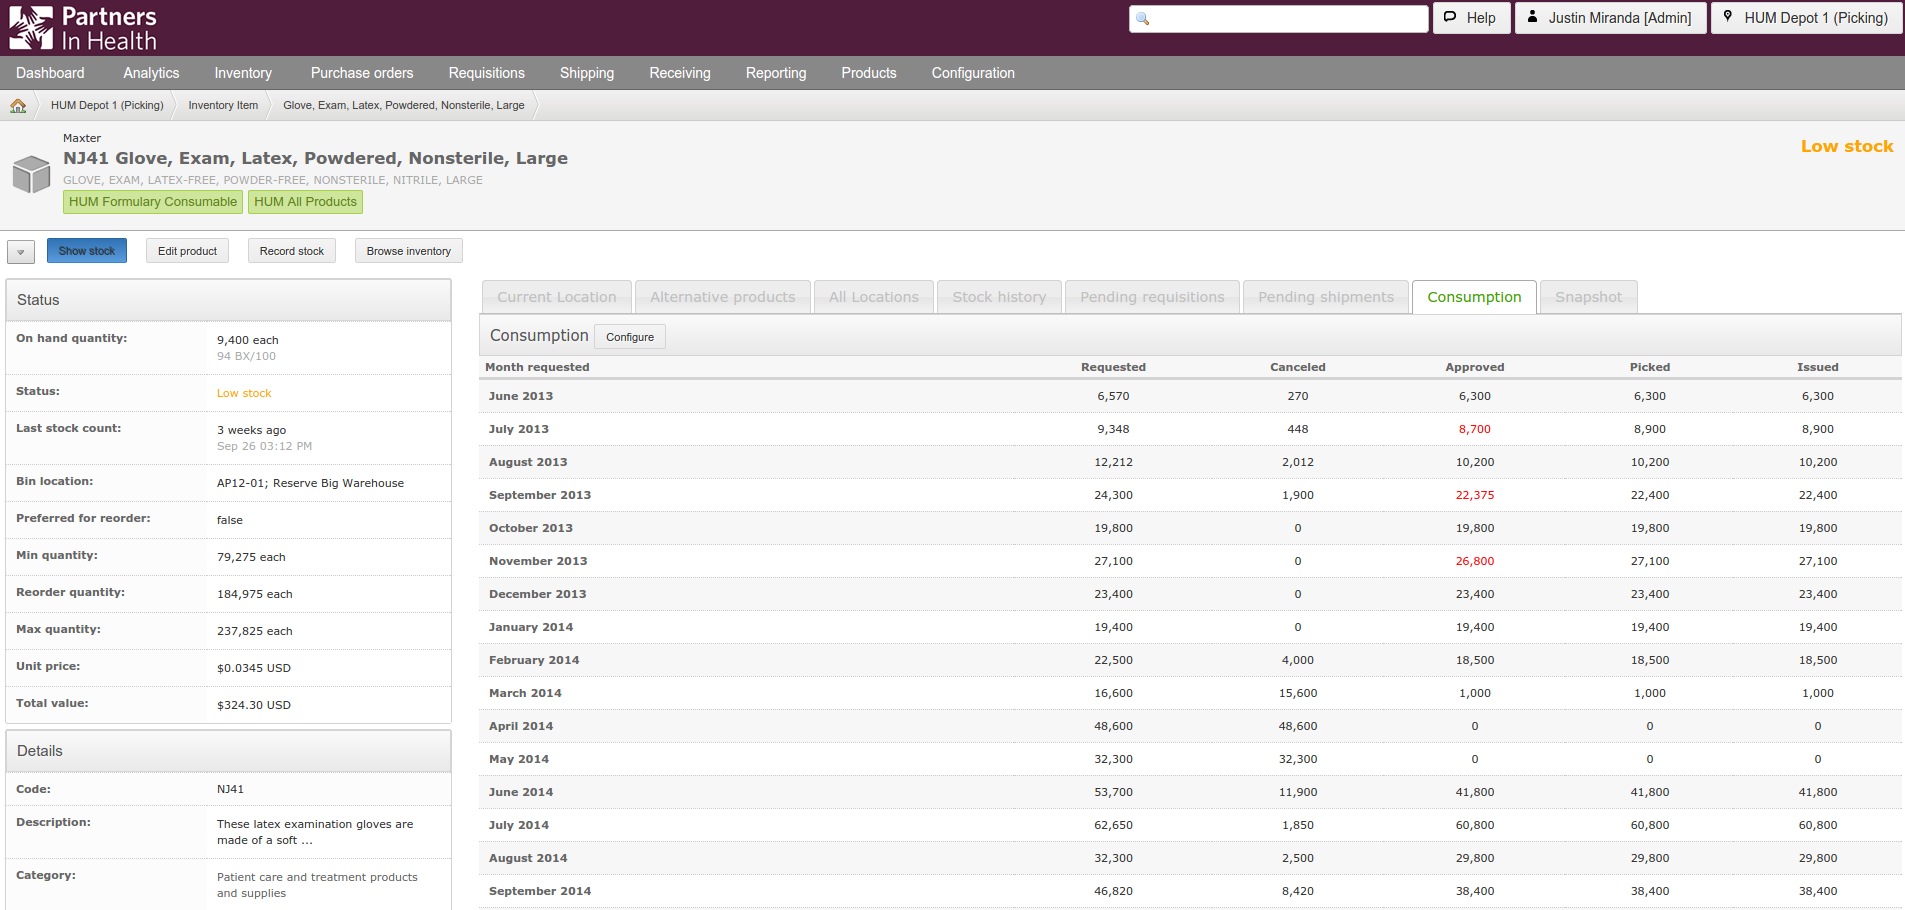 Partners
In Health
Help
Justin Miranda [Admin]
HUM Depot 1 (Picking)
Dashboard Analytics Inventory Purchase orders Requisitions Shipping Receiving Reporting Products Configuration
HUM Depot 1 (Picking) Inventory Item Glove, Exam, Latex, Powdered, Nonsterile, Large
Maxter
NJ41 Glove, Exam, Latex, Powdered, Nonsterile, Large
GLOVE, EXAM, LATEX-FREE, POWDER-FREE, NONSTERILE, NITRILE, LARGE
HUM Formulary Consumable HUM All Products
Low stock
Show stock Edit product Record stock Browse inventory
Status
On hand quantity: 9,400 each
94 BX/100
Status: Low stock
Last stock count: 3 weeks ago
Sep 26 03:12 PM
Bin location: AP12-01; Reserve Big Warehouse
Preferred for reorder: false
Min quantity: 79,275 each
Reorder quantity: 184,975 each
Max quantity: 237,825 each
Unit price: $0.0345 USD
Total value: $324.30 USD
Details
Code: NJ41
Description: These latex examination gloves are
made of a soft ...
Category: Patient care and treatment products
and supplies
Current Location Alternative products All Locations Stock history Pending requisitions Pending shipments Consumption Snapshot
Consumption Configure
Month requested Requested Canceled Approved Picked Issued
June 2013 6,570 270 6,300 6,300 6,300
July 2013 9,348 448 8,700 8,900 8,900
August 2013 12,212 2,012 10,200 10,200 10,200
September 2013 24,300 1,900 22,375 22,400 22,400
October 2013 19,800 0 19,800 19,800 19,800
November 2013 27,100 0 26,800 27,100 27,100
December 2013 23,400 0 23,400 23,400 23,400
January 2014 19,400 0 19,400 19,400 19,400
February 2014 22,500 4,000 18,500 18,500 18,500
March 2014 16,600 15,600 1,000 1,000 1,000
April 2014 48,600 48,600 0 0 0
May 2014 32,300 32,300 0 0 0
June 2014 53,700 11,900 41,800 41,800 41,800
July 2014 62,650 1,850 60,800 60,800 60,800
August 2014 32,300 2,500 29,800 29,800 29,800
September 2014 46,820 8,420 38,400 38,400 38,400